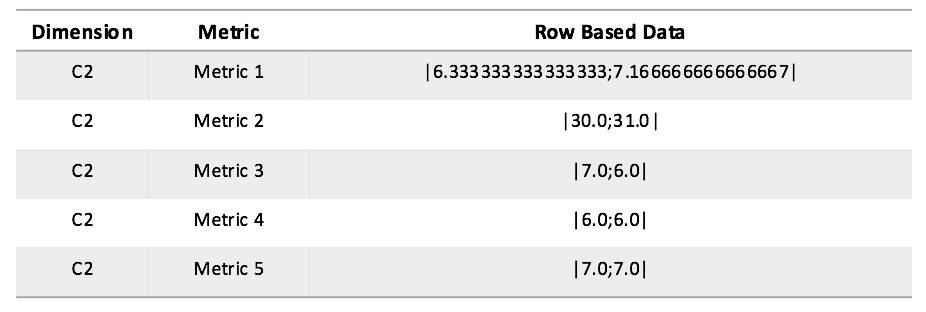 Dimension Metric Row Based Data
C2 Metric 1 |6.333333333333333;7.166666666666667|
C2 Metric 2 |30.0;31.0|
C2 Metric 3 |7.0;6.0|
C2 Metric 4 |6.0;6.0|
C2 Metric 5 |7.0;7.0|